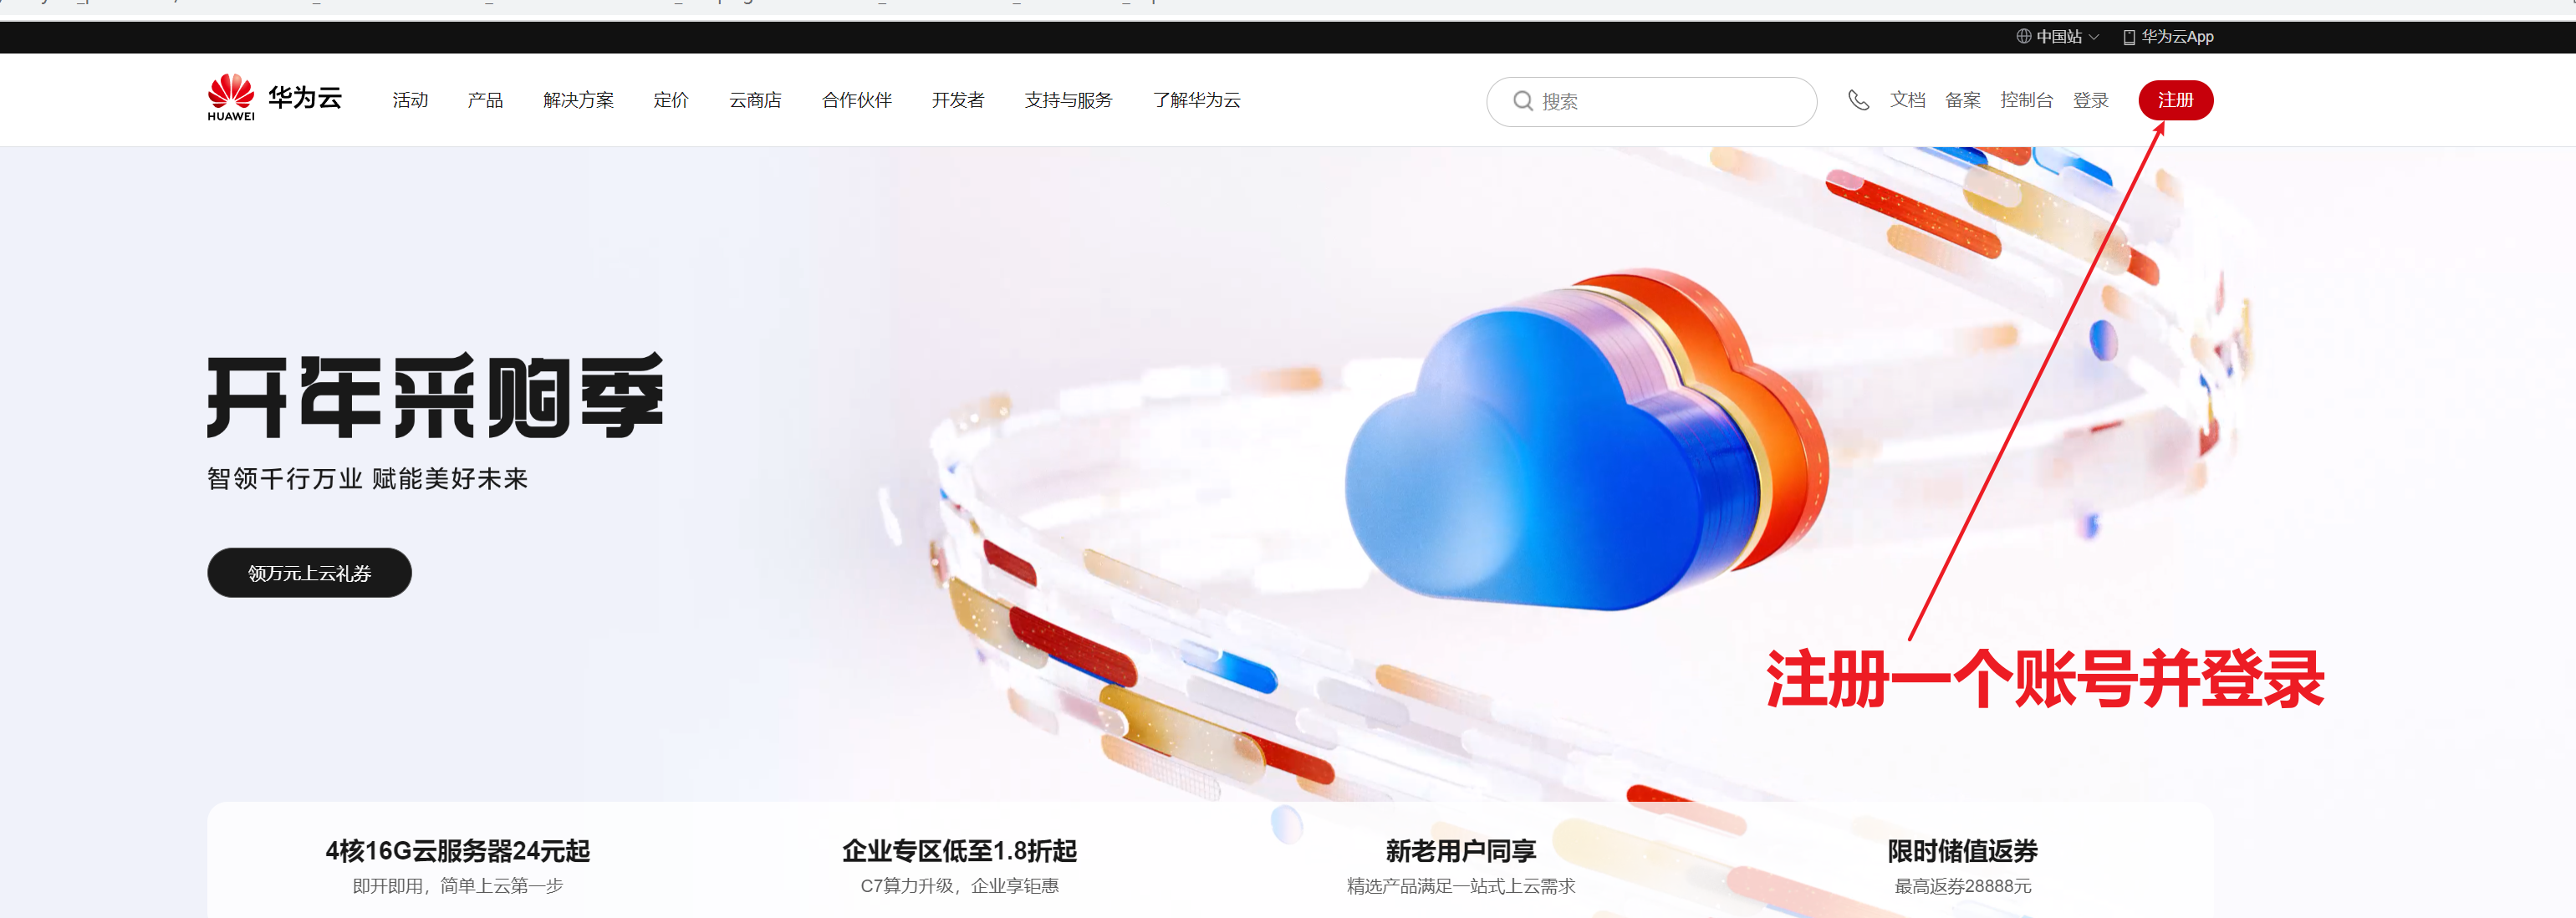 中国站 华为云App
HUAWEI 华为云 活动 产品 解决方案 定价 云商店 合作伙伴 开发者 支持与服务 了解华为云 搜索 文档 备案 控制台 登录 注册
开年采购季
智领千行万业 赋能美好未来
领万元上云礼券
注册一个账号并登录
4核16G云服务器24元起 企业专区低至1.8折起 新老用户同享 限时储值返券
即开即用，简单上云第一步 C7算力升级，企业享钜惠 精选产品满足一站式上云需求 最高返券28888元